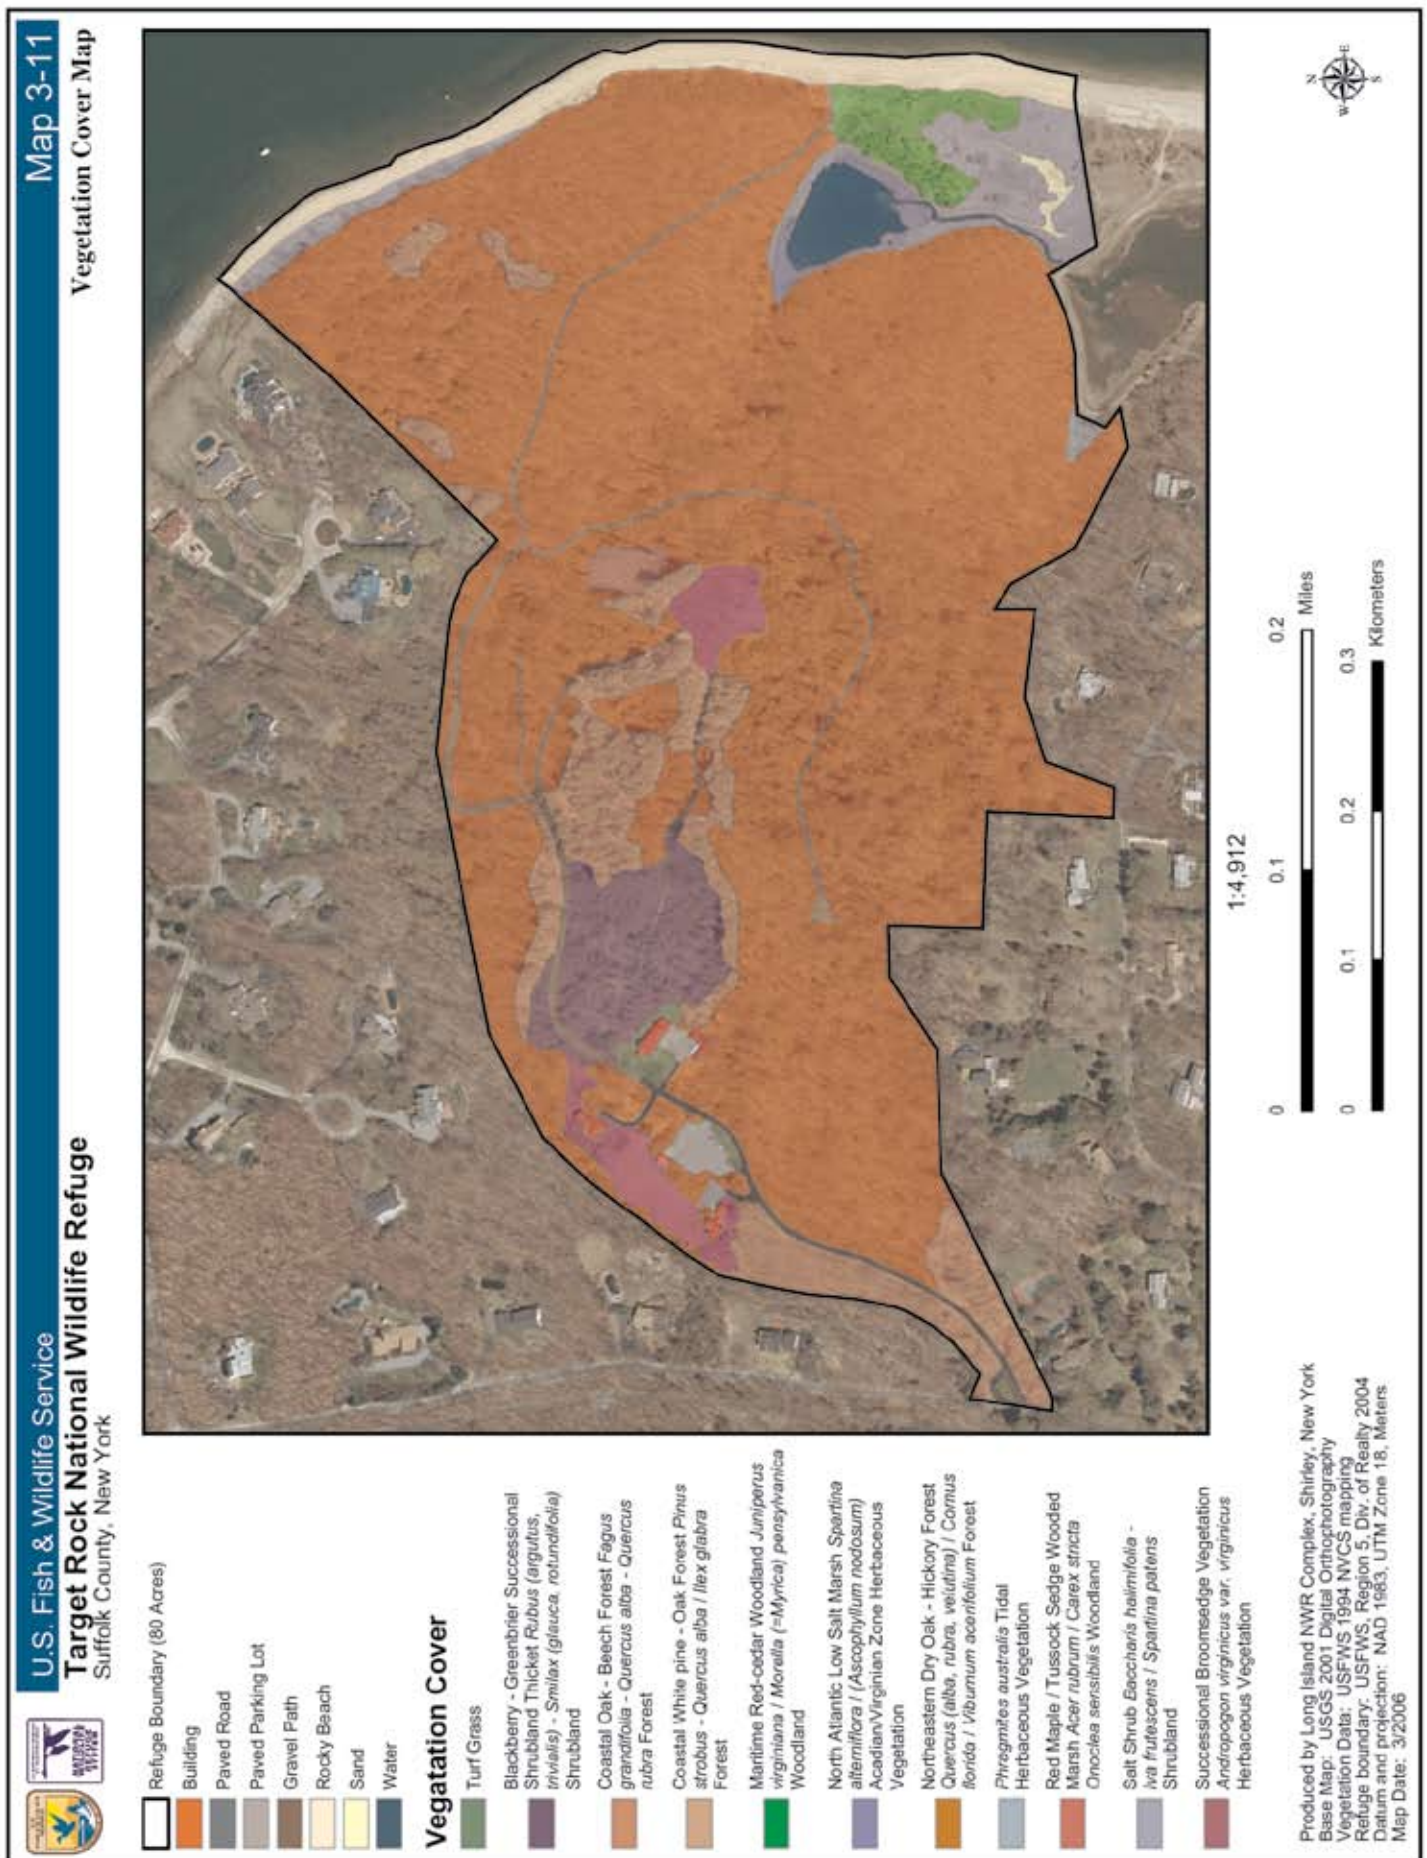 U.S. Fish & Wildlife Service
Map 3-11
Target Rock National Wildlife Refuge
Suffolk County, New York
Vegetation Cover Map
Refuge Boundary (80 Acres)
Building
Paved Road
Paved Parking Lot
Gravel Path
Rocky Beach
Sand
Water
Vegatation Cover
Turf Grass
Blackberry - Greenbrier Successional
Shrubland Thicket Rubus (argutus,
trivialis) - Smilax (glauca, rotundifolia)
Shrubland
Coastal Oak - Beech Forest Fagus
grandifolia - Quercus alba - Quercus
rubra Forest
Coastal White pine - Oak Forest Pinus
strobus - Quercus alba / Ilex glabra
Forest
Maritime Red-cedar Woodland Juniperus
virginiana / Morella (=Myrica) pensylvanica
Woodland
North Atlantic Low Salt Marsh Spartina
alterniflora / (Ascophyllum nodosum)
Acadian/Virginian Zone Herbaceous
Vegetation
Northeastern Dry Oak - Hickory Forest
Quercus (alba, rubra, velutina) / Cornus
florida / Viburnum acerifolium Forest
Phragmites australis Tidal
Herbaceous Vegetation
Red Maple / Tussock Sedge Wooded
Marsh Acer rubrum / Carex stricta
Onoclea sensibilis Woodland
Salt Shrub Baccharis halimifolia -
Iva frutescens / Spartina patens
Shrubland
Successional Broomsedge Vegetation
Andropogon virginicus var. virginicus
Herbaceous Vegetation
1:4,912
0 0.1 0.2
Miles
0 0.1 0.2 0.3
Kilometers
N
W E
S
Produced by Long Island NWR Complex, Shirley, New York
Base Map: USGS 2001 Digital Orthophotography
Vegetation Data: USFWS 1994 NVCS mapping
Refuge boundary: USFWS, Region 5, Div. of Realty 2004
Datum and projection: NAD 1983, UTM Zone 18, Meters
Map Date: 3/2006